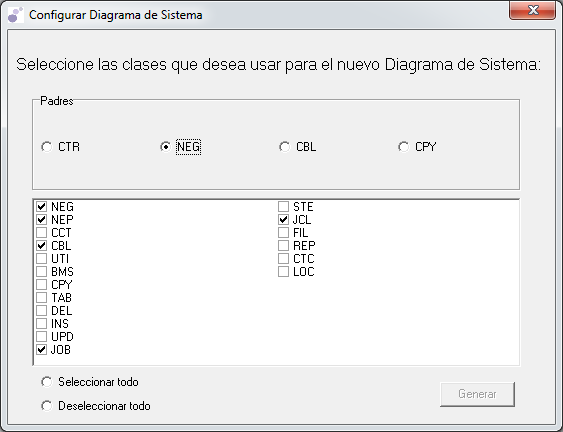 Configurar Diagrama de Sistema
Seleccione las clases que desea usar para el nuevo Diagrama de Sistema:
Padres
CTR NEG CBL CPY
NEG STE
NEP JCL
CCT FIL
CBL REP
UTI CTC
BMS LOC
CPY
TAB
DEL
INS
UPD
JOB
Seleccionar todo
Deseleccionar todo
Generar